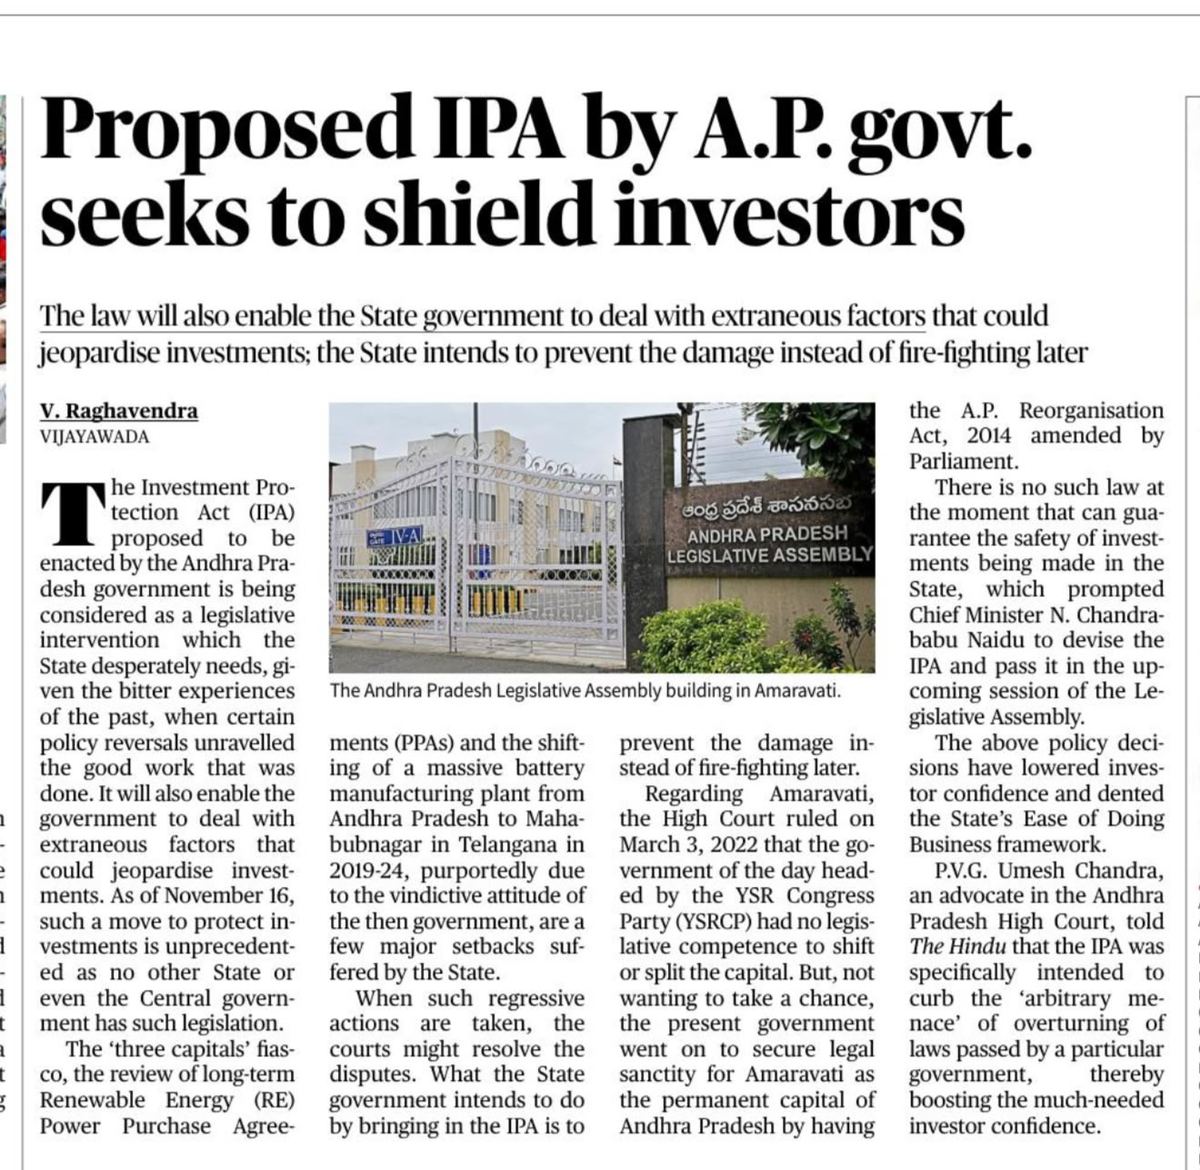 Proposed IPA by A.P. govt.
seeks to shield investors
The law will also enable the State government to deal with extraneous factors that could
jeopardise investments; the State intends to prevent the damage instead of fire-fighting later
V. Raghavendra
VIJAYAWADA
The Investment Pro-
tection Act (IPA)
proposed to be
enacted by the Andhra Pra-
desh government is being
considered as a legislative
intervention which the
State desperately needs, gi-
ven the bitter experiences
of the past, when certain
policy reversals unravelled
the good work that was
done. It will also enable the
government to deal with
extraneous factors that
could jeopardise invest-
ments. As of November 16,
such a move to protect in-
vestments is unprecedent-
ed as no other State or
even the Central govern-
ment has such legislation.
The ‘three capitals’ fias-
co, the review of long-term
Renewable Energy (RE)
Power Purchase Agree-
GATE IV-A
ఆంధ్ర ప్రదేశ్ శాసనసభ
ANDHRA PRADESH
LEGISLATIVE ASSEMBLY
The Andhra Pradesh Legislative Assembly building in Amaravati.
ments (PPAs) and the shift-
ing of a massive battery
manufacturing plant from
Andhra Pradesh to Maha-
bubnagar in Telangana in
2019-24, purportedly due
to the vindictive attitude of
the then government, are a
few major setbacks suf-
fered by the State.
When such regressive
actions are taken, the
courts might resolve the
disputes. What the State
government intends to do
by bringing in the IPA is to
prevent the damage in-
stead of fire-fighting later.
Regarding Amaravati,
the High Court ruled on
March 3, 2022 that the go-
vernment of the day head-
ed by the YSR Congress
Party (YSRCP) had no legis-
lative competence to shift
or split the capital. But, not
wanting to take a chance,
the present government
went on to secure legal
sanctity for Amaravati as
the permanent capital of
Andhra Pradesh by having
the A.P. Reorganisation
Act, 2014 amended by
Parliament.
There is no such law at
the moment that can gua-
rantee the safety of invest-
ments being made in the
State, which prompted
Chief Minister N. Chandra-
babu Naidu to devise the
IPA and pass it in the up-
coming session of the Le-
gislative Assembly.
The above policy deci-
sions have lowered inves-
tor confidence and dented
the State’s Ease of Doing
Business framework.
P.V.G. Umesh Chandra,
an advocate in the Andhra
Pradesh High Court, told
The Hindu that the IPA was
specifically intended to
curb the ‘arbitrary me-
nace’ of overturning of
laws passed by a particular
government, thereby
boosting the much-needed
investor confidence.